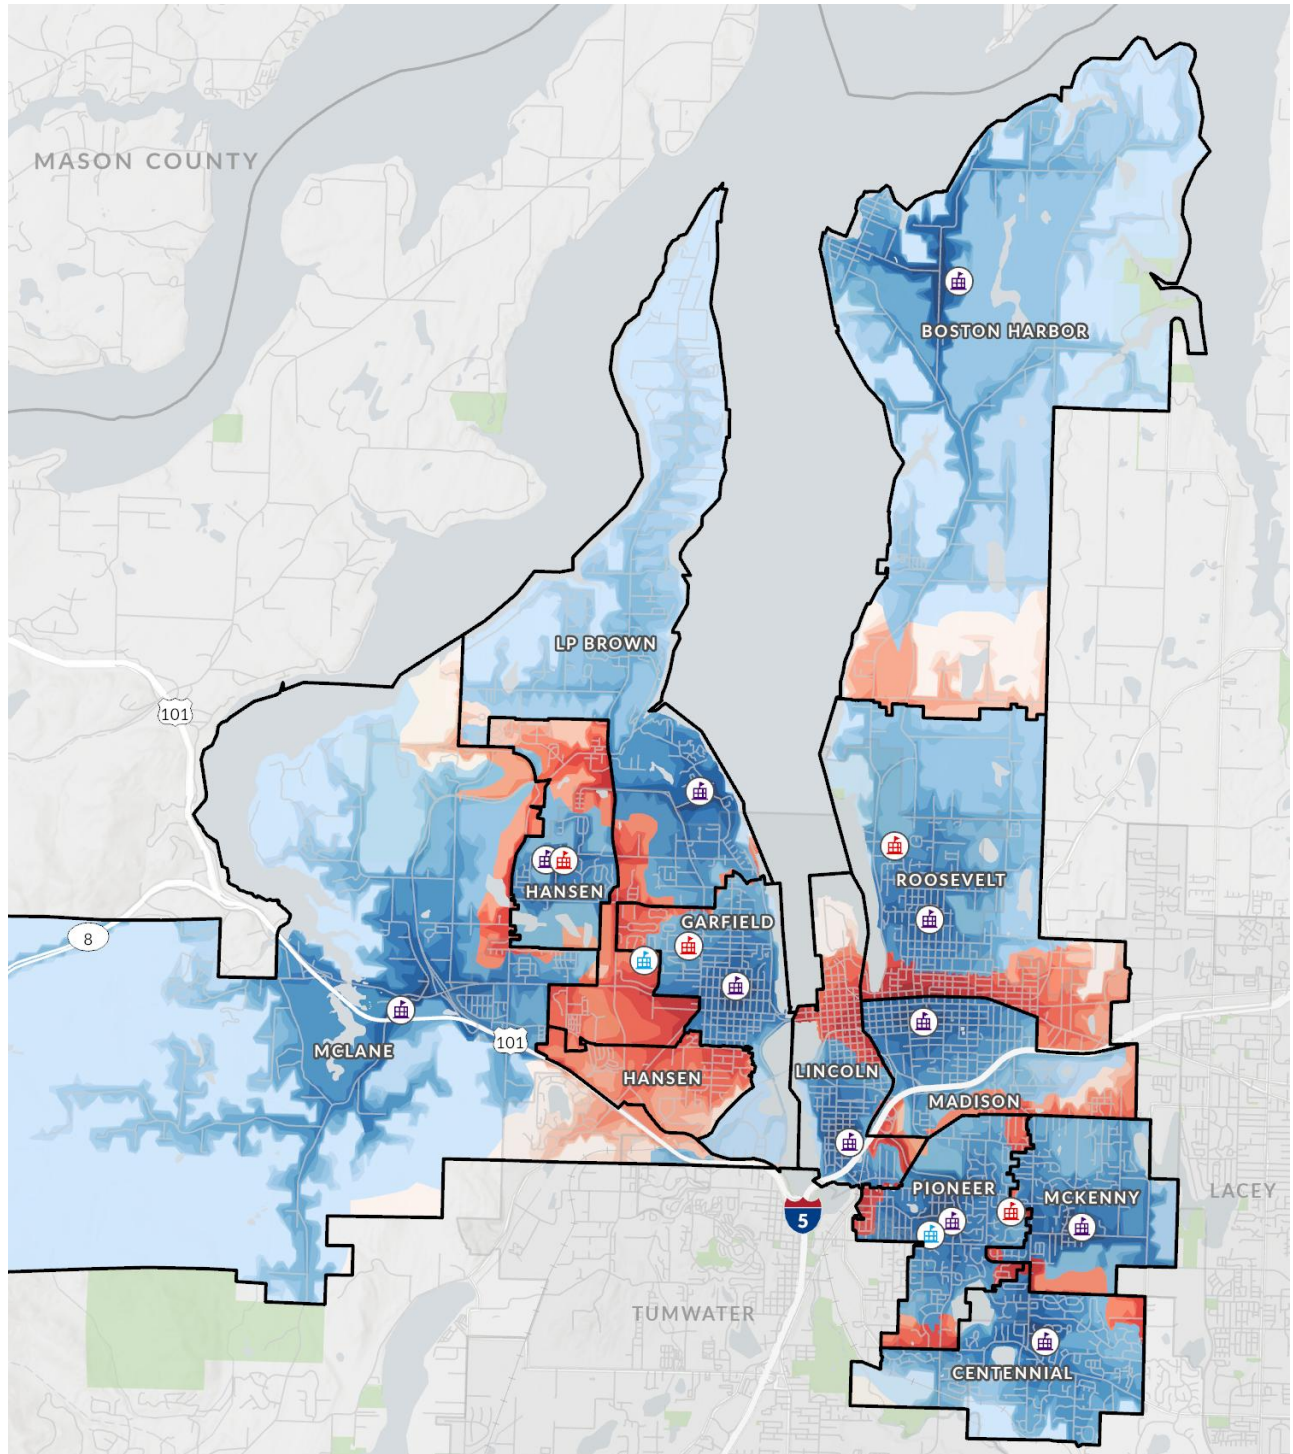 MASON COUNTY
BOSTON HARBOR
LP BROWN
101
HANSEN
ROOSEVELT
GARFIELD
8
MCLANE
101
HANSEN
LINCOLN
MADISON
PIONEER
MCKENNY
LACEY
5
TUMWATER
CENTENNIAL